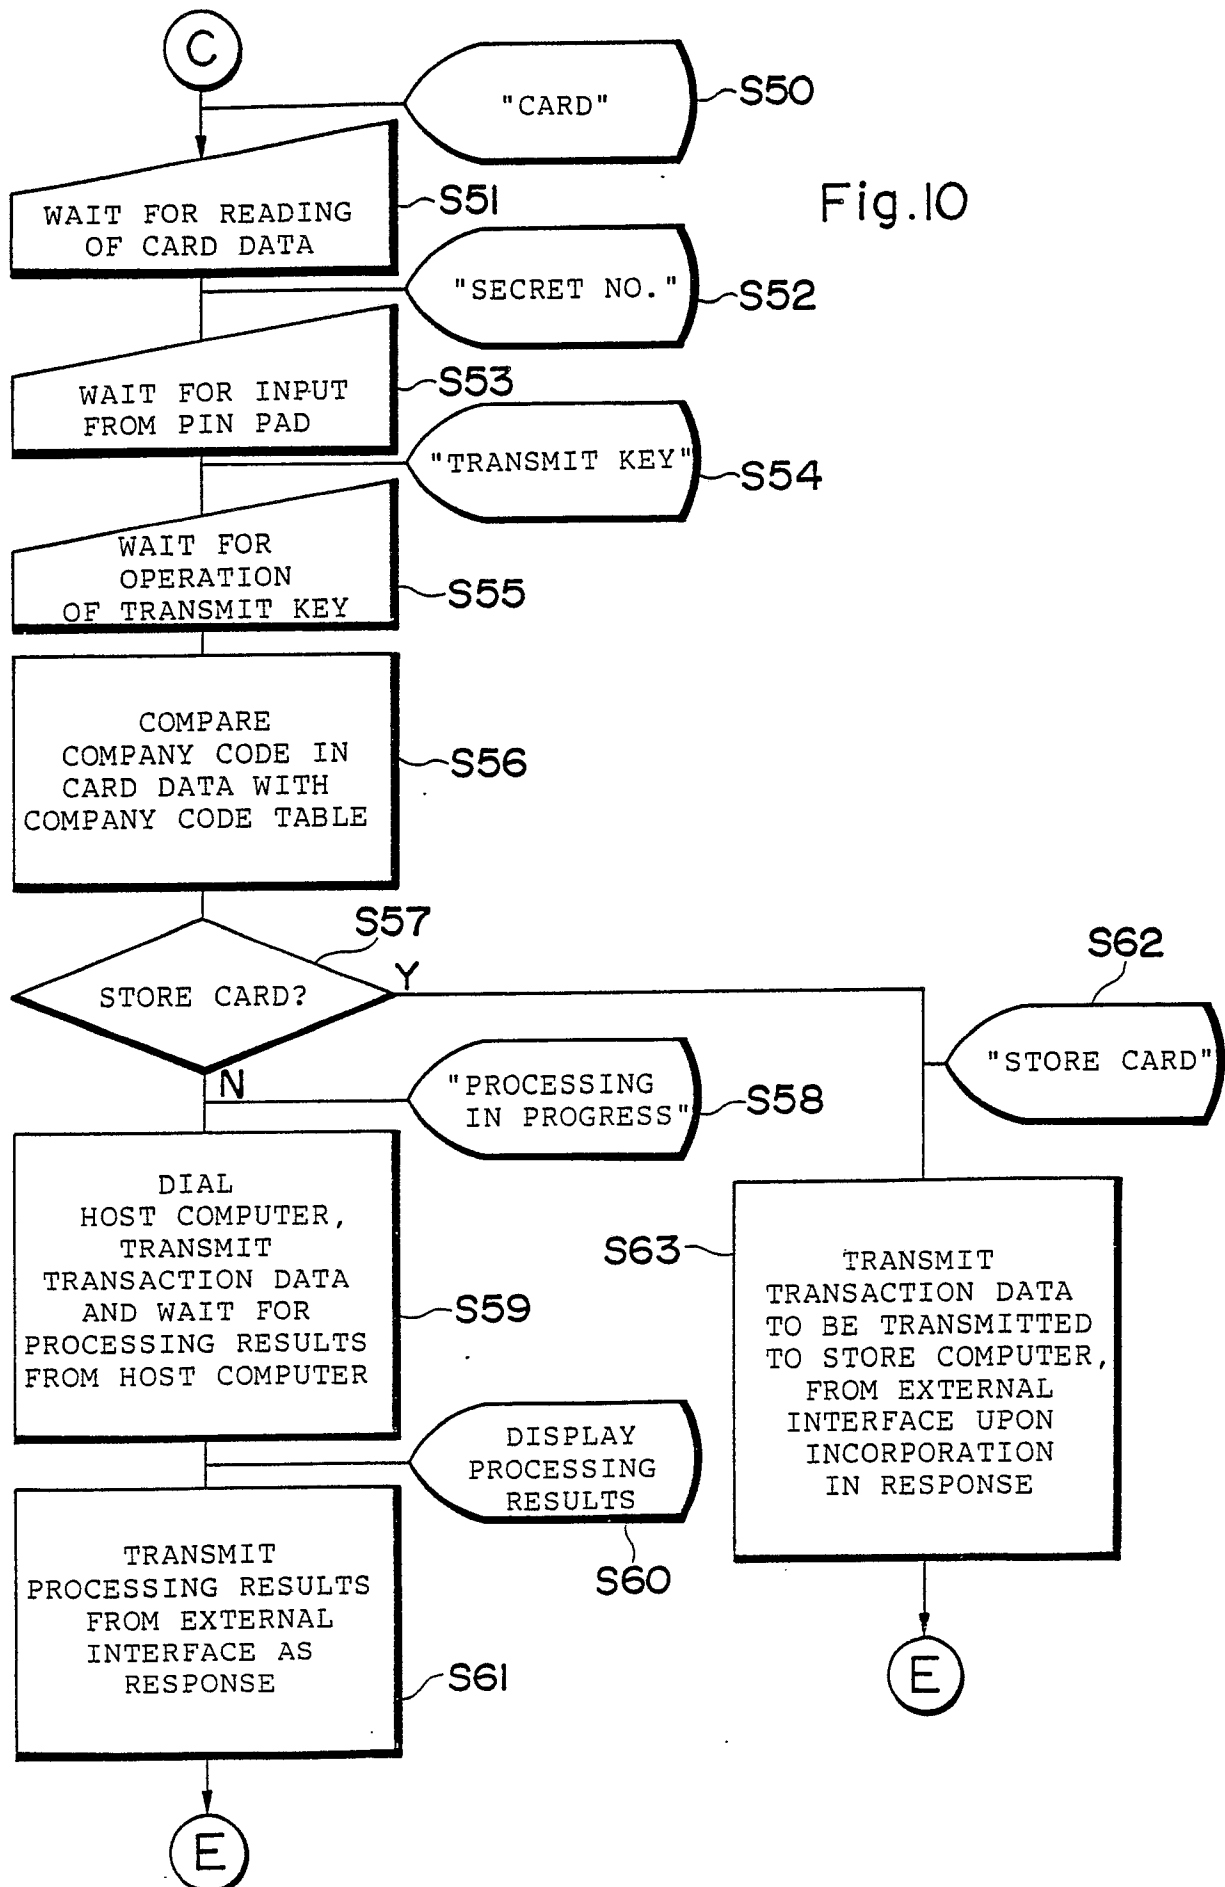 C
"CARD"
S50
Fig.10
WAIT FOR READING
OF CARD DATA
S51
"SECRET NO."
S52
WAIT FOR INPUT
FROM PIN PAD
S53
"TRANSMIT KEY"
S54
WAIT FOR
OPERATION
OF TRANSMIT KEY
S55
COMPARE
COMPANY CODE IN
CARD DATA WITH
COMPANY CODE TABLE
S56
S57
STORE CARD?
Y
N
S62
"STORE CARD"
"PROCESSING
IN PROGRESS"
S58
DIAL
HOST COMPUTER,
TRANSMIT
TRANSACTION DATA
AND WAIT FOR
PROCESSING RESULTS
FROM HOST COMPUTER
S59
S63
TRANSMIT
TRANSACTION DATA
TO BE TRANSMITTED
TO STORE COMPUTER,
FROM EXTERNAL
INTERFACE UPON
INCORPORATION
IN RESPONSE
DISPLAY
PROCESSING
RESULTS
S60
TRANSMIT
PROCESSING RESULTS
FROM EXTERNAL
INTERFACE AS
RESPONSE
S61
E
E